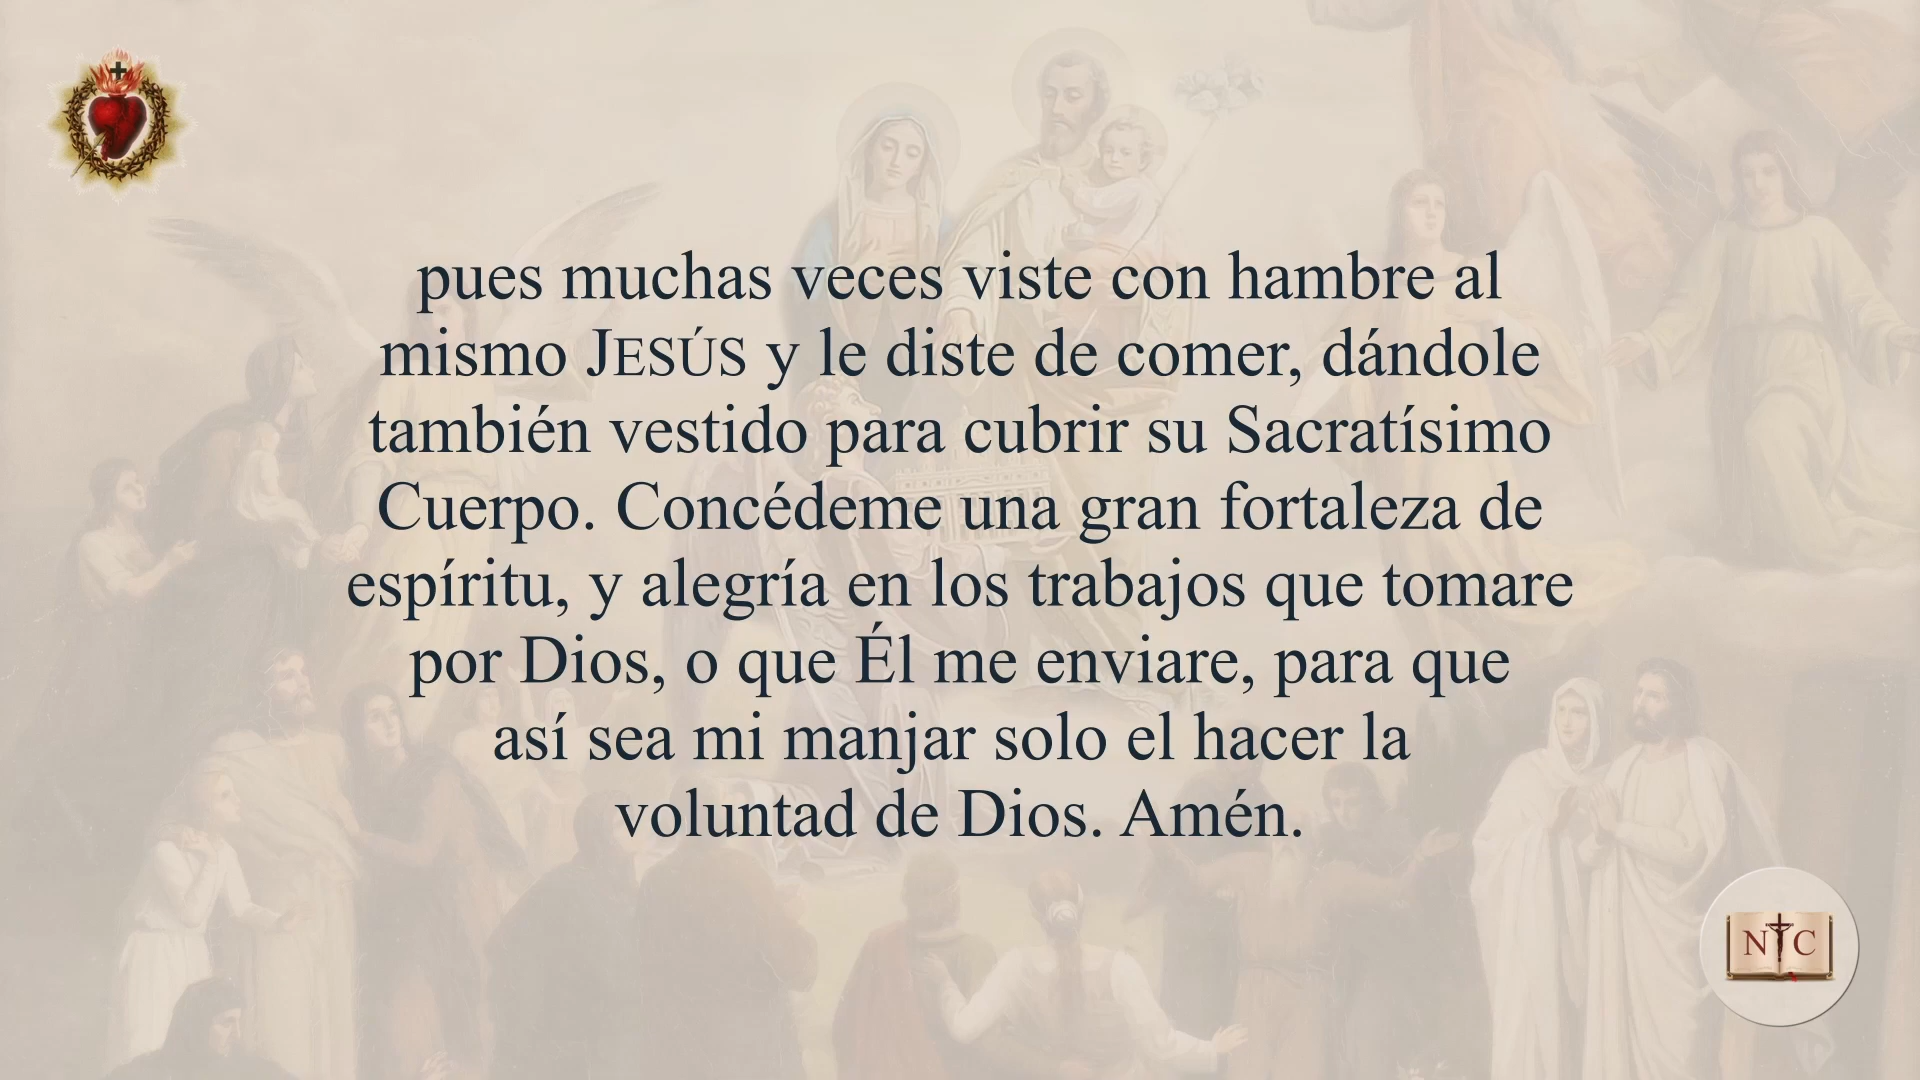 pues muchas veces viste con hambre al
mismo JESÚS y le diste de comer, dándole
también vestido para cubrir su Sacratísimo
Cuerpo. Concédeme una gran fortaleza de
espíritu, y alegría en los trabajos que tomare
por Dios, o que Él me enviare, para que
así sea mi manjar solo el hacer la
voluntad de Dios. Amén.
N C